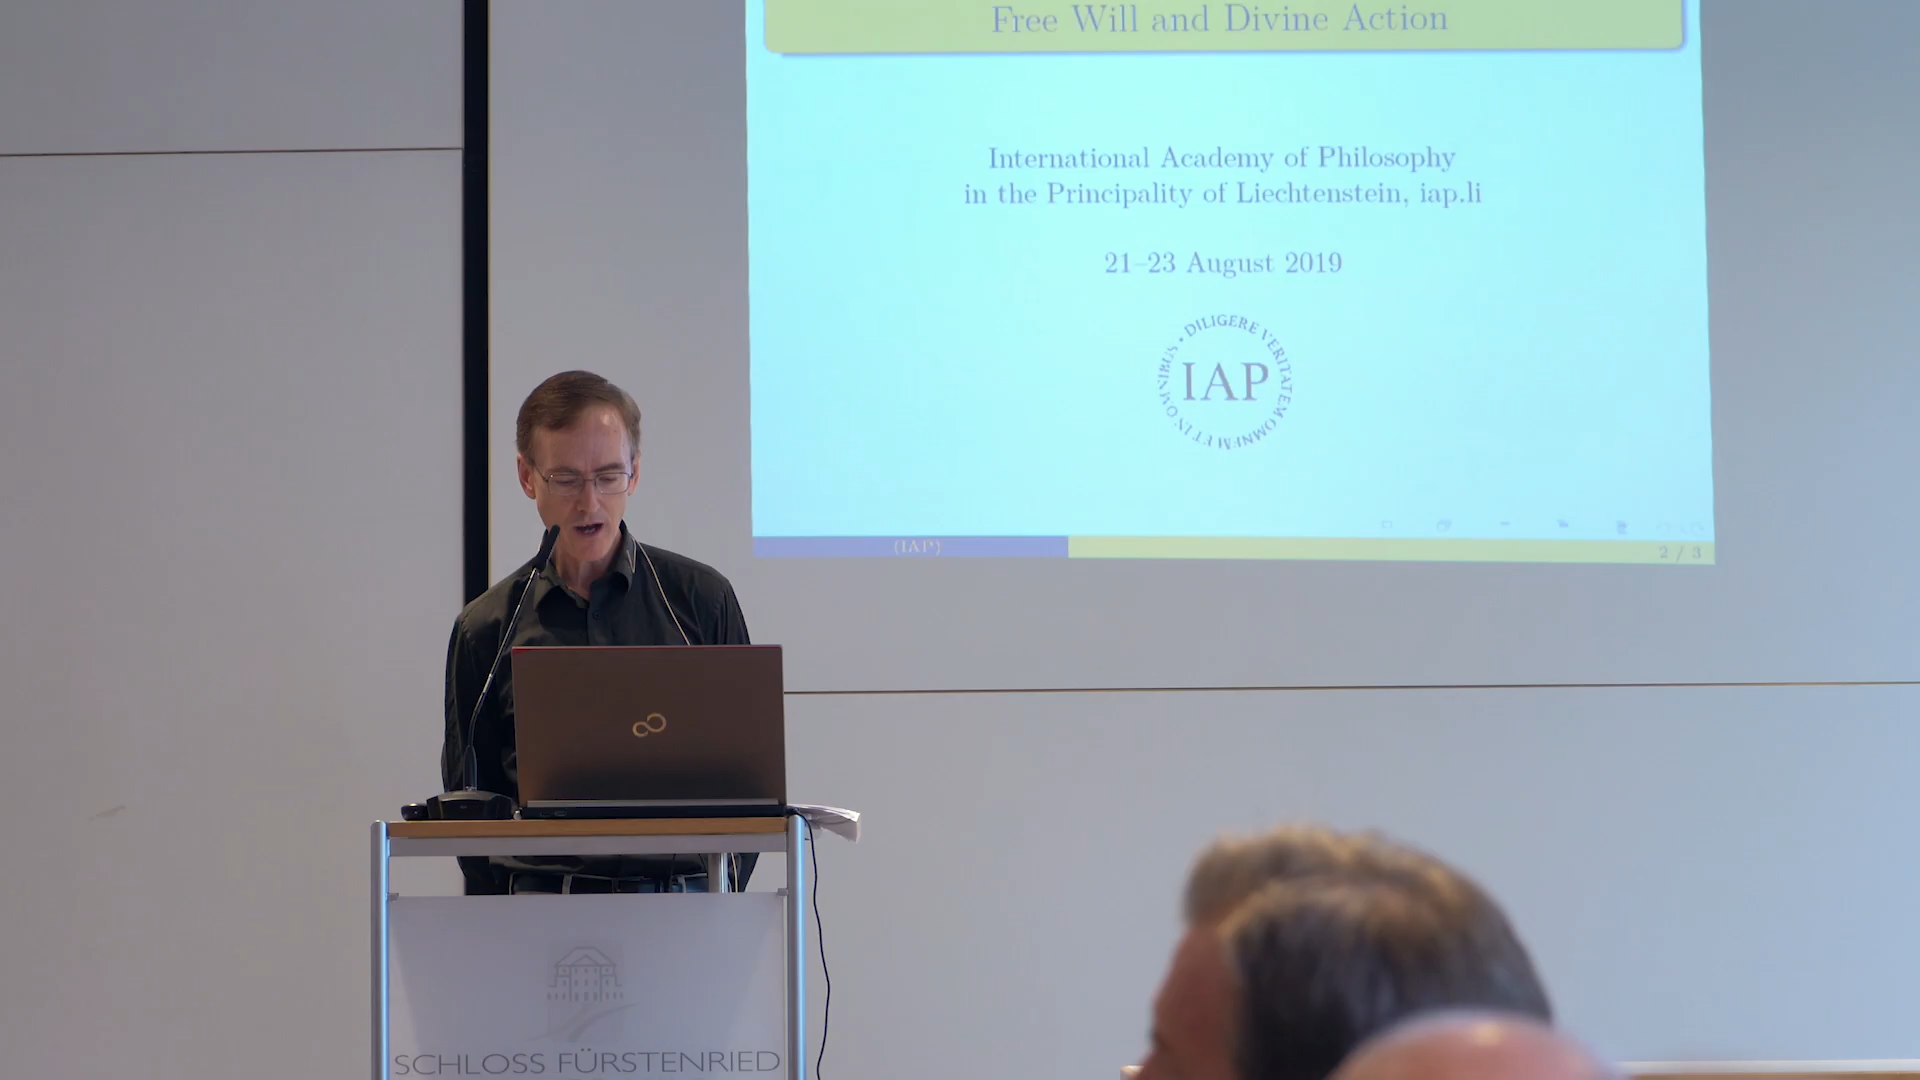 Free Will and Divine Action
International Academy of Philosophy
in the Principality of Liechtenstein, iap.li
21–23 August 2019
• DILIGERE VERITATEM OMNEM ET IN OMNIBUS
IAP
(IAP)
2 / 3
SCHLOSS FÜRSTENRIED